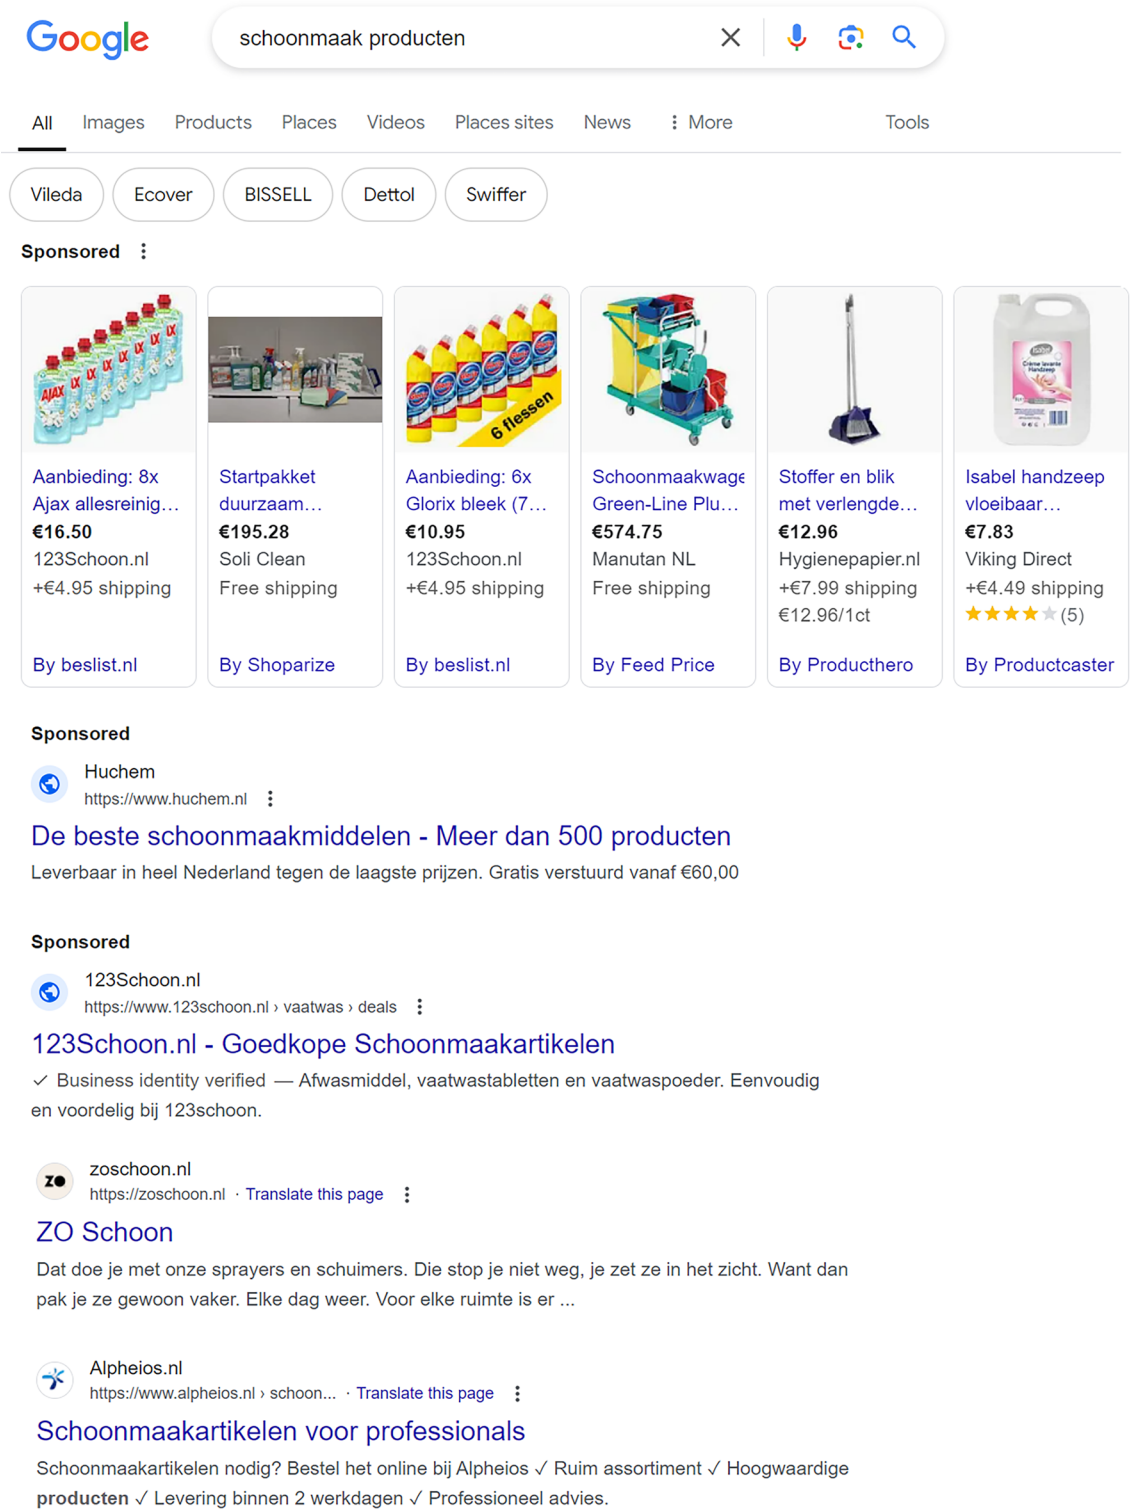 Google
schoonmaak producten
All Images Products Places Videos Places sites News More Tools
Vileda Ecover BISSELL Dettol Swiffer
Sponsored
AJAX
6 flessen
Crème lavante
Handzeep
Aanbieding: 8x
Ajax allesreinig...
€16.50
123Schoon.nl
+€4.95 shipping
By beslist.nl
Startpakket
duurzaam...
€195.28
Soli Clean
Free shipping
By Shoparize
Aanbieding: 6x
Glorix bleek (7...
€10.95
123Schoon.nl
+€4.95 shipping
By beslist.nl
Schoonmaakwage
Green-Line Plu...
€574.75
Manutan NL
Free shipping
By Feed Price
Stoffer en blik
met verlengde...
€12.96
Hygienepapier.nl
+€7.99 shipping
€12.96/1ct
By Producthero
Isabel handzeep
vloeibaar...
€7.83
Viking Direct
+€4.49 shipping
(5)
By Productcaster
Sponsored
Huchem
https://www.huchem.nl
De beste schoonmaakmiddelen - Meer dan 500 producten
Leverbaar in heel Nederland tegen de laagste prijzen. Gratis verstuurd vanaf €60,00
Sponsored
123Schoon.nl
https://www.123schoon.nl › vaatwas › deals
123Schoon.nl - Goedkope Schoonmaakartikelen
✓ Business identity verified — Afwasmiddel, vaatwastabletten en vaatwaspoeder. Eenvoudig
en voordelig bij 123schoon.
ZO
zoschoon.nl
https://zoschoon.nl · Translate this page
ZO Schoon
Dat doe je met onze sprayers en schuimers. Die stop je niet weg, je zet ze in het zicht. Want dan
pak je ze gewoon vaker. Elke dag weer. Voor elke ruimte is er ...
Alpheios.nl
https://www.alpheios.nl › schoon... · Translate this page
Schoonmaakartikelen voor professionals
Schoonmaakartikelen nodig? Bestel het online bij Alpheios ✓ Ruim assortiment ✓ Hoogwaardige
producten ✓ Levering binnen 2 werkdagen ✓ Professioneel advies.